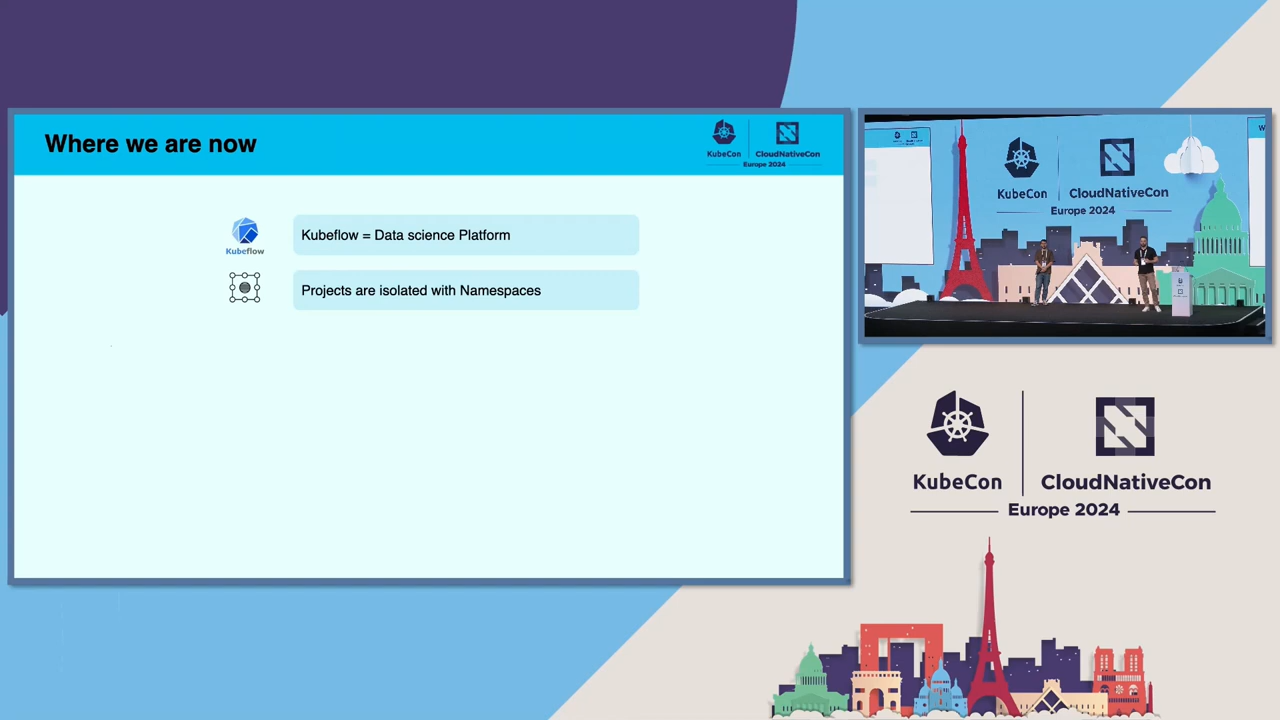 Where we are now
KubeCon
CloudNativeCon
Europe 2024
Kubeflow
Kubeflow = Data science Platform
Projects are isolated with Namespaces
KubeCon
CloudNativeCon
Europe 2024
KubeCon
CloudNativeCon
Europe 2024